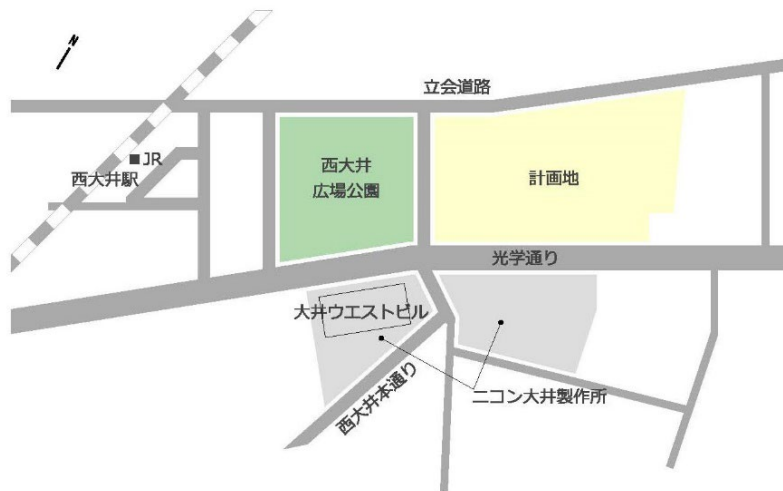 N
立会道路
■JR
西大井駅
西大井
広場公園
計画地
光学通り
大井ウエストビル
西大井本通り
ニコン大井製作所